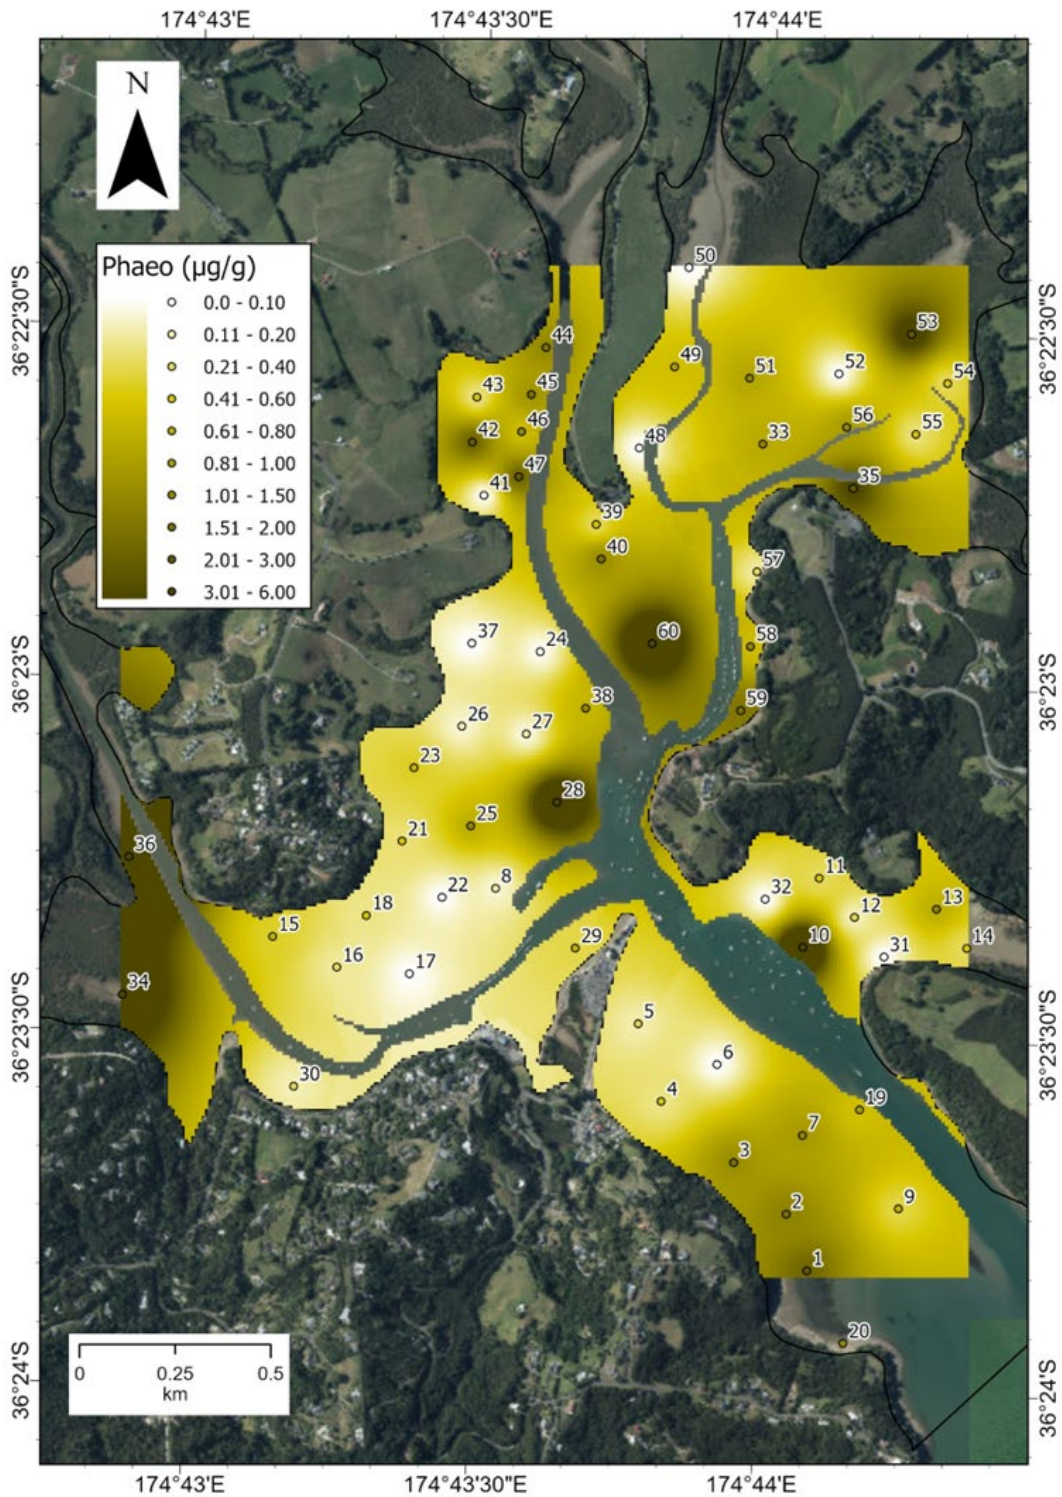 174°43'E
174°43'30"E
174°44'E
N
Phaeo (µg/g)
0.0 - 0.10
0.11 - 0.20
0.21 - 0.40
0.41 - 0.60
0.61 - 0.80
0.81 - 1.00
1.01 - 1.50
1.51 - 2.00
2.01 - 3.00
3.01 - 6.00
36°22'30"S
36°22'30"S
50
53
44
49
51
52
54
43
45
42
46
48
33
56
55
47
41
35
39
40
57
36°23'S
36°23'S
37
24
60
58
26
27
38
59
23
28
25
21
36
22
8
32
11
13
18
12
15
29
10
14
16
17
31
34
36°23'30"S
36°23'30"S
5
6
30
4
19
7
3
2
9
1
20
0
0.25
0.5
km
36°24'S
36°24'S
174°43'E
174°43'30"E
174°44'E